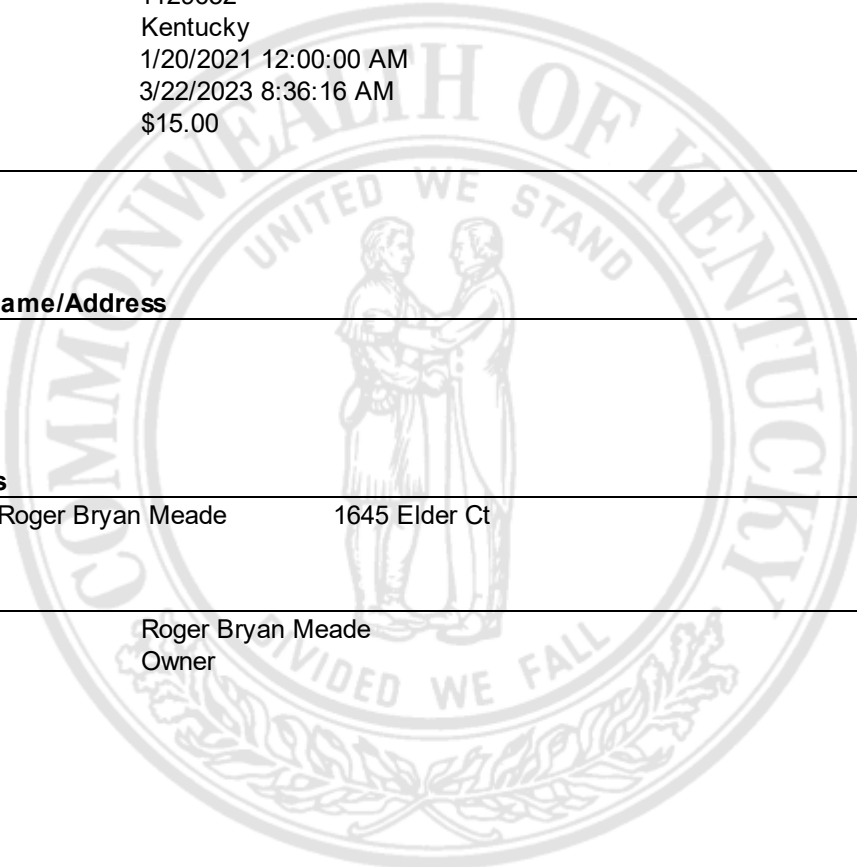 Kentucky
1/20/2021 12:00:00 AM
3/22/2023 8:36:16 AM
$15.00
COMMONWEALTH OF KENTUCKY
UNITED WE STAND
ame/Address
s
Roger Bryan Meade 1645 Elder Ct
Roger Bryan Meade
Owner
DIVIDED WE FALL